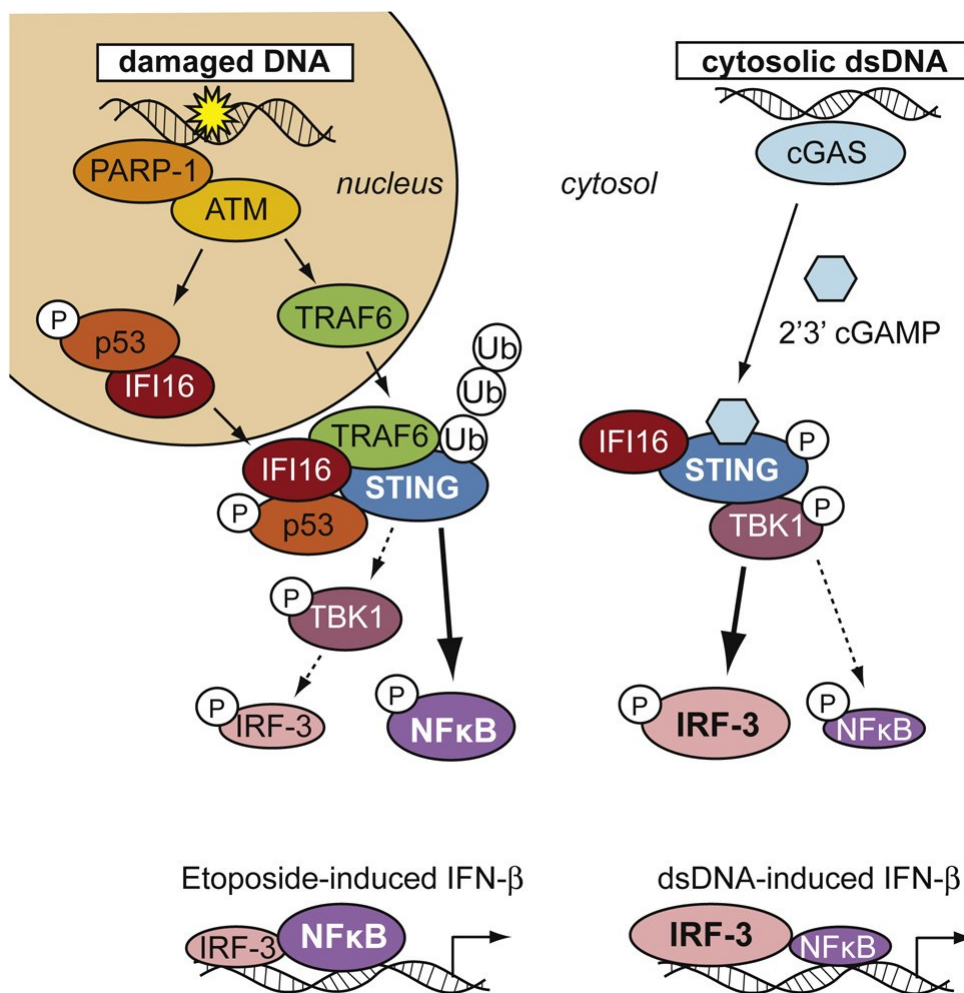 damaged DNA
PARP-1
ATM
nucleus
P
p53
IFI16
TRAF6
Ub
Ub
Ub
TRAF6
IFI16
STING
P
p53
P
TBK1
P
IRF-3
P
NFκB
cytosolic dsDNA
cGAS
cytosol
2'3' cGAMP
IFI16
P
STING
P
TBK1
P
IRF-3
P
NFκB
Etoposide-induced IFN-β
IRF-3
NFκB
dsDNA-induced IFN-β
IRF-3
NFκB